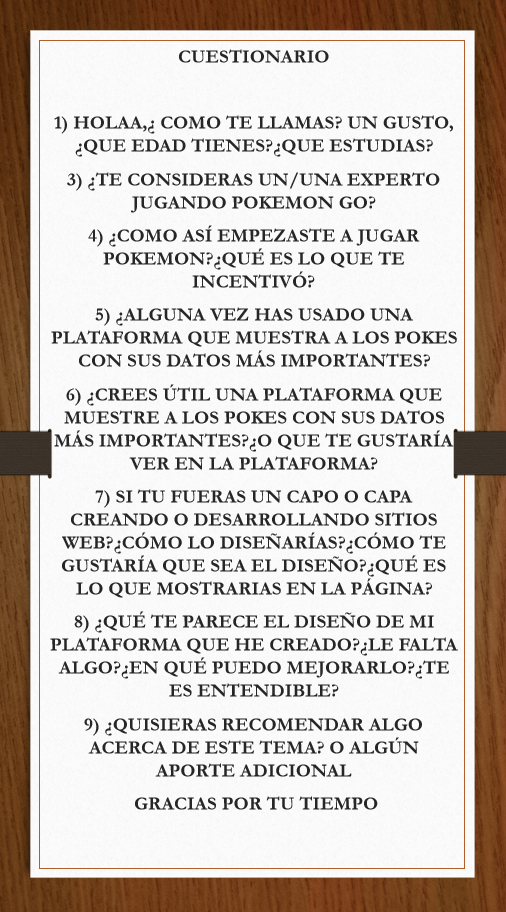 CUESTIONARIO
1) HOLAA,¿ COMO TE LLAMAS? UN GUSTO,
¿QUE EDAD TIENES?¿QUE ESTUDIAS?
3) ¿TE CONSIDERAS UN/UNA EXPERTO
JUGANDO POKEMON GO?
4) ¿COMO ASÍ EMPEZASTE A JUGAR
POKEMON?¿QUÉ ES LO QUE TE
INCENTIVÓ?
5) ¿ALGUNA VEZ HAS USADO UNA
PLATAFORMA QUE MUESTRA A LOS POKES
CON SUS DATOS MÁS IMPORTANTES?
6) ¿CREES ÚTIL UNA PLATAFORMA QUE
MUESTRE A LOS POKES CON SUS DATOS
MÁS IMPORTANTES?¿O QUE TE GUSTARÍA
VER EN LA PLATAFORMA?
7) SI TU FUERAS UN CAPO O CAPA
CREANDO O DESARROLLANDO SITIOS
WEB?¿CÓMO LO DISEÑARÍAS?¿CÓMO TE
GUSTARÍA QUE SEA EL DISEÑO?¿QUÉ ES
LO QUE MOSTRARIAS EN LA PÁGINA?
8) ¿QUÉ TE PARECE EL DISEÑO DE MI
PLATAFORMA QUE HE CREADO?¿LE FALTA
ALGO?¿EN QUÉ PUEDO MEJORARLO?¿TE
ES ENTENDIBLE?
9) ¿QUISIERAS RECOMENDAR ALGO
ACERCA DE ESTE TEMA? O ALGÚN
APORTE ADICIONAL
GRACIAS POR TU TIEMPO